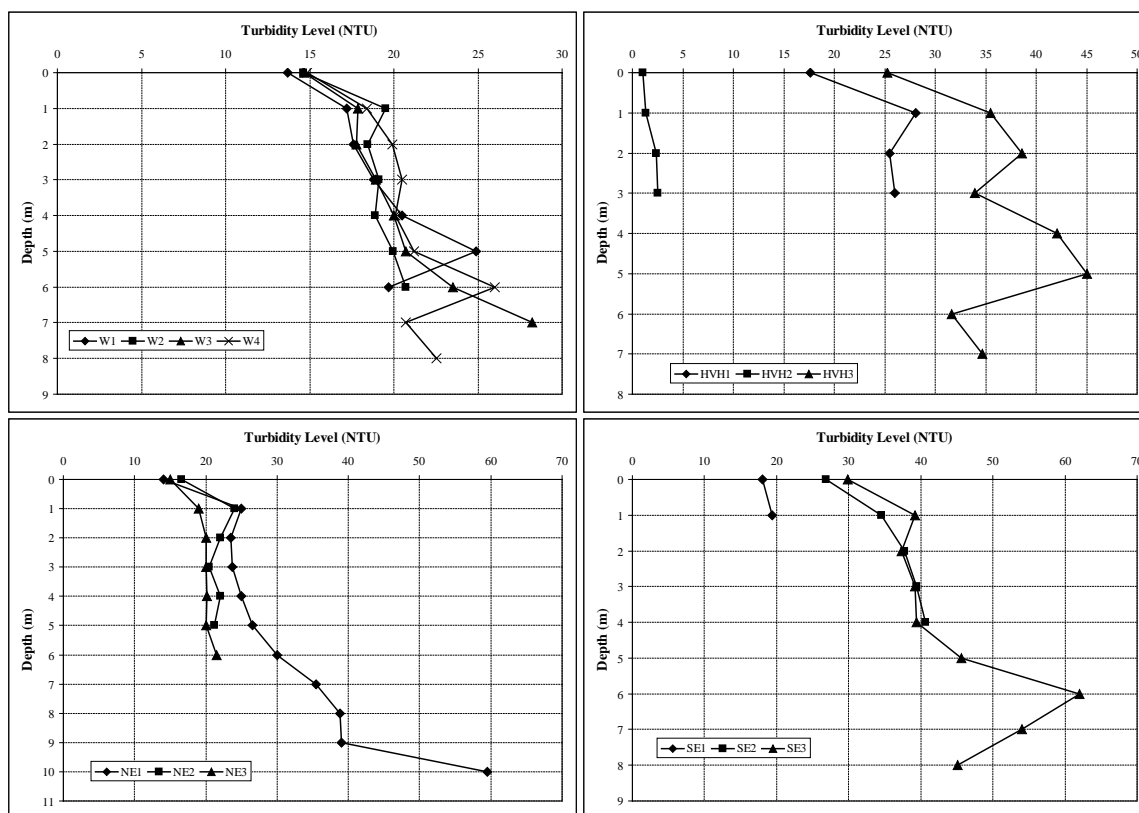 Turbidity Level (NTU)
0 5 10 15 20 25 30
0
1
2
3
4
5
6
7
8
9
Depth (m)
W1 W2 W3 W4
Turbidity Level (NTU)
0 5 10 15 20 25 30 35 40 45 50
0
1
2
3
4
5
6
7
8
Depth (m)
HVH1 HVH2 HVH3
Turbidity Level (NTU)
0 10 20 30 40 50 60 70
0
1
2
3
4
5
6
7
8
9
10
11
Depth (m)
NE1 NE2 NE3
Turbidity Level (NTU)
0 10 20 30 40 50 60 70
0
1
2
3
4
5
6
7
8
9
Depth (m)
SE1 SE2 SE3